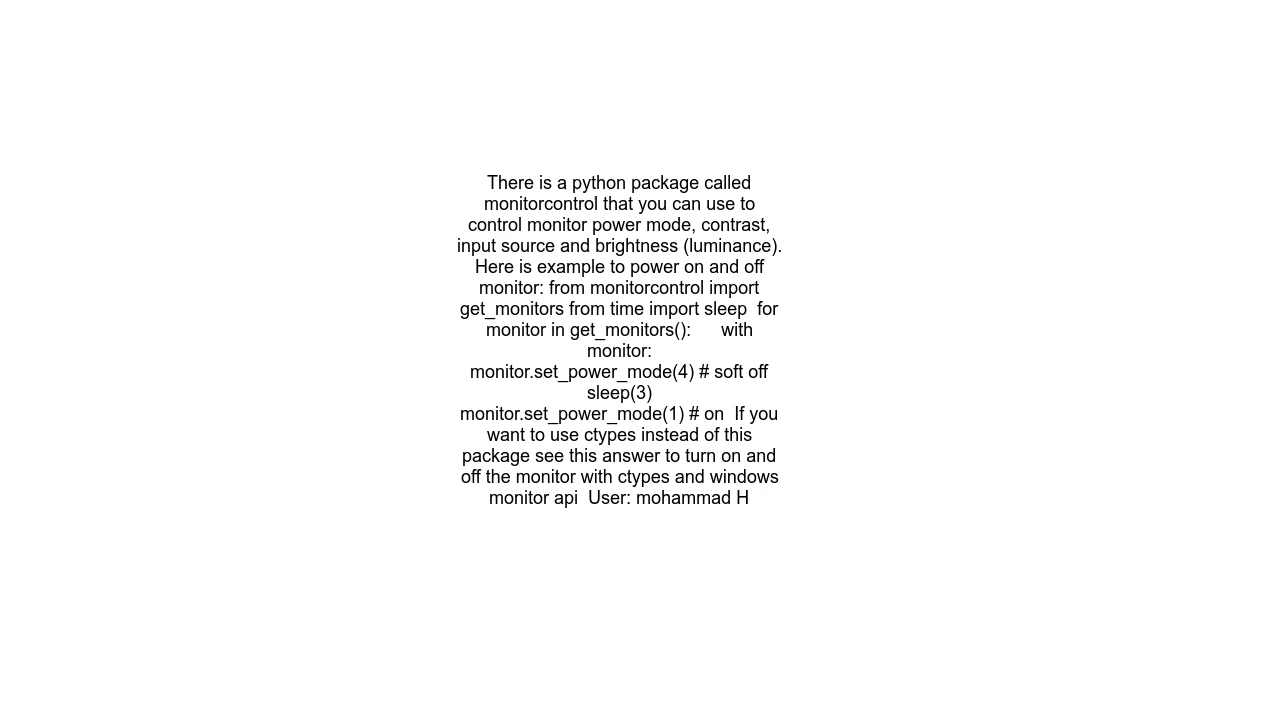 There is a python package called
monitorcontrol that you can use to
control monitor power mode, contrast,
input source and brightness (luminance).
Here is example to power on and off
monitor: from monitorcontrol import
get_monitors from time import sleep  for
monitor in get_monitors():      with
monitor:
monitor.set_power_mode(4) # soft off
sleep(3)
monitor.set_power_mode(1) # on  If you
want to use ctypes instead of this
package see this answer to turn on and
off the monitor with ctypes and windows
monitor api  User: mohammad H